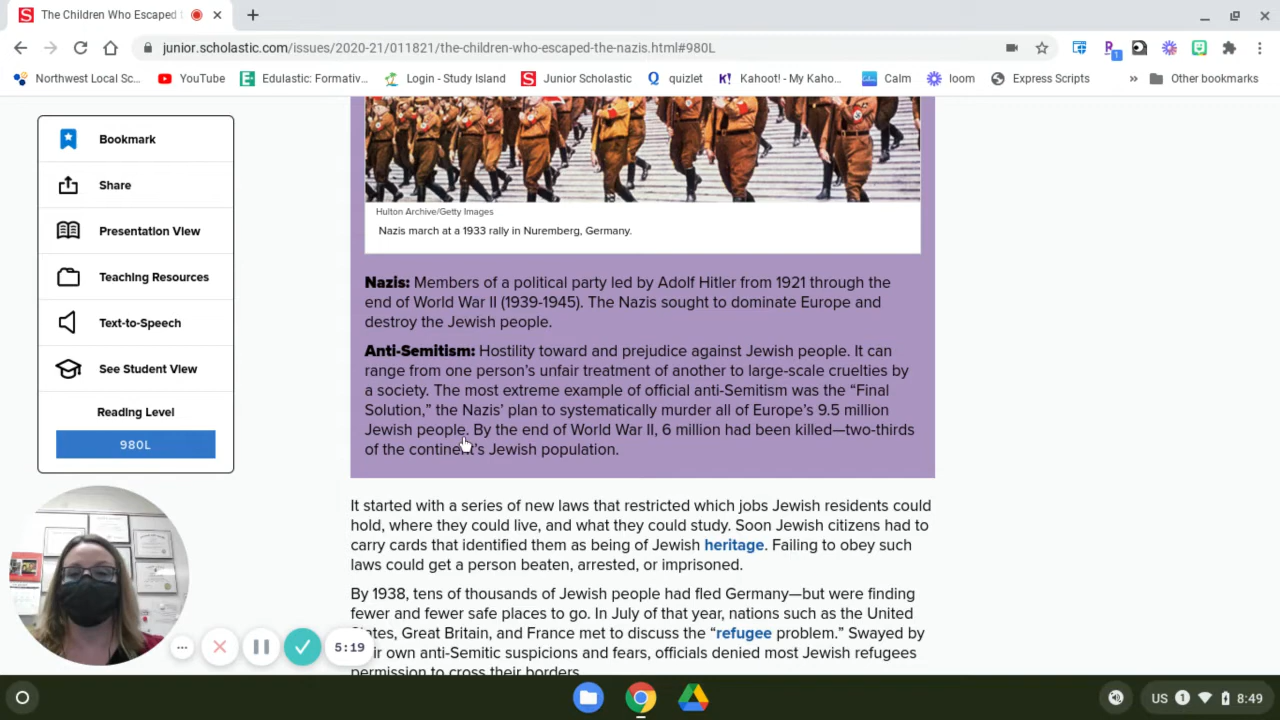 The Children Who Escaped t
junior.scholastic.com/issues/2020-21/011821/the-children-who-escaped-the-nazis.html#980L
1
Northwest Local Sc...
YouTube
Edulastic: Formativ...
Login - Study Island
Junior Scholastic
quizlet
Kahoot! - My Kaho...
Calm
loom
Express Scripts
»
Other bookmarks
Bookmark
Share
Presentation View
Teaching Resources
Text-to-Speech
See Student View
Reading Level
980L
Hulton Archive/Getty Images
Nazis march at a 1933 rally in Nuremberg, Germany.
Nazis: Members of a political party led by Adolf Hitler from 1921 through the
end of World War II (1939-1945). The Nazis sought to dominate Europe and
destroy the Jewish people.
Anti-Semitism: Hostility toward and prejudice against Jewish people. It can
range from one person's unfair treatment of another to large-scale cruelties by
a society. The most extreme example of official anti-Semitism was the “Final
Solution,” the Nazis’ plan to systematically murder all of Europe’s 9.5 million
Jewish people. By the end of World War II, 6 million had been killed—two-thirds
of the continent’s Jewish population.
It started with a series of new laws that restricted which jobs Jewish residents could
hold, where they could live, and what they could study. Soon Jewish citizens had to
carry cards that identified them as being of Jewish heritage. Failing to obey such
laws could get a person beaten, arrested, or imprisoned.
By 1938, tens of thousands of Jewish people had fled Germany—but were finding
fewer and fewer safe places to go. In July of that year, nations such as the United
States, Great Britain, and France met to discuss the “refugee problem.” Swayed by
their own anti-Semitic suspicions and fears, officials denied most Jewish refugees
permission to cross their borders.
5:19
US 1 8:49